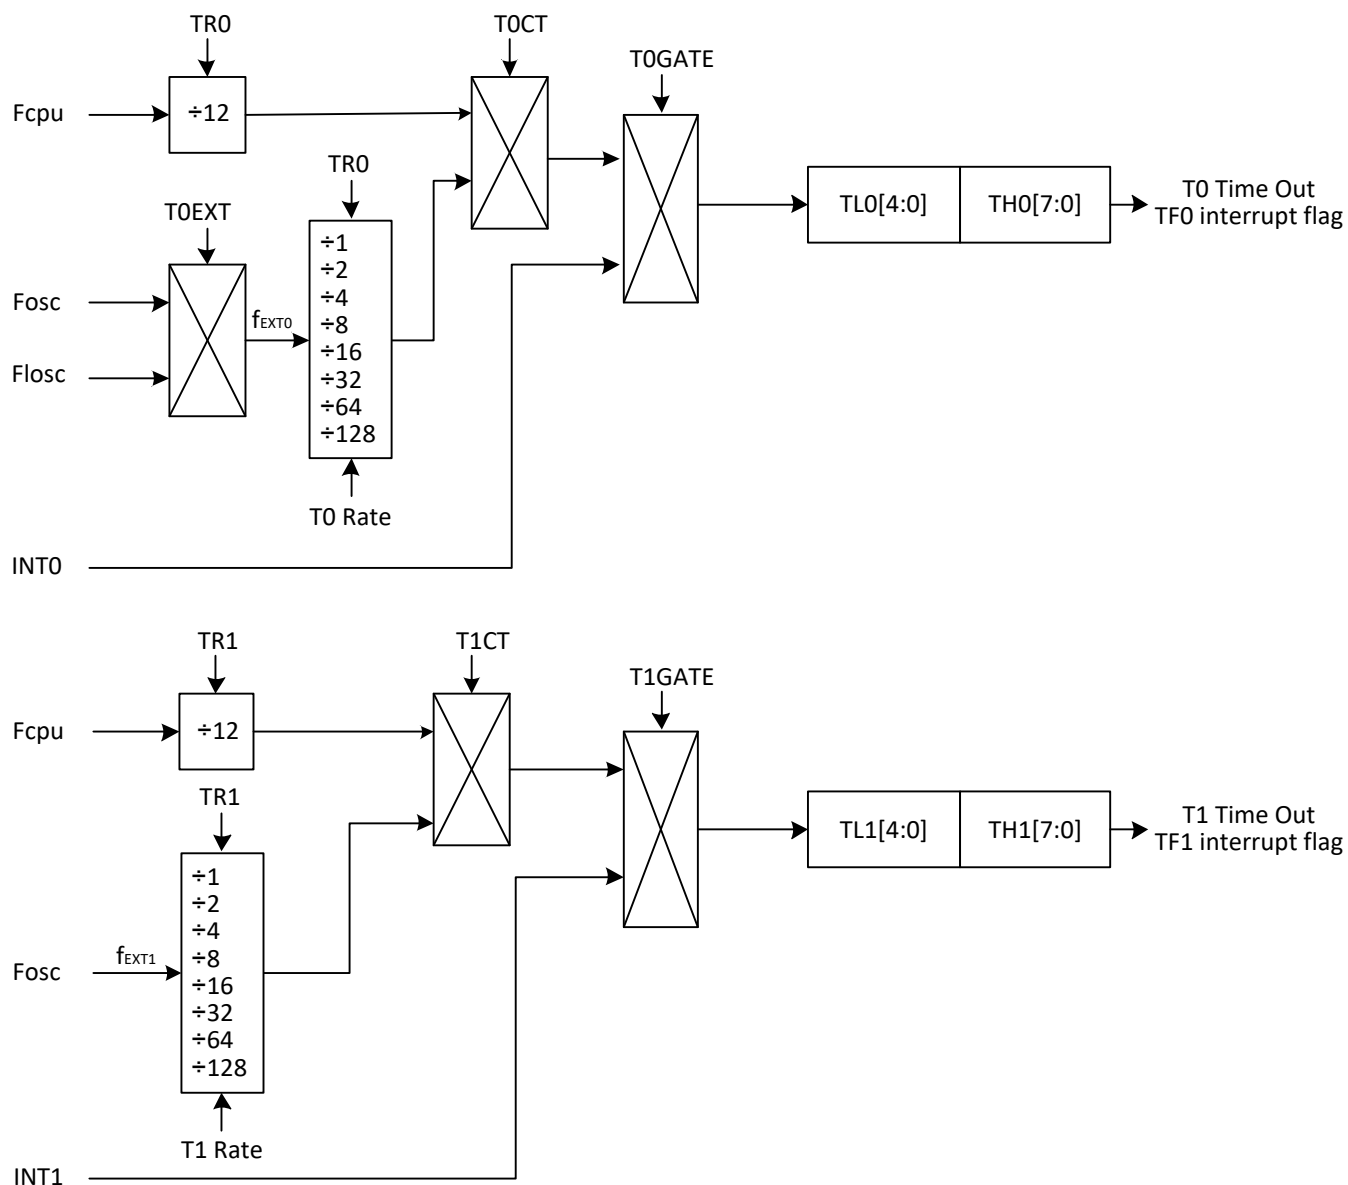 TR0
T0CT
T0GATE
Fcpu
÷12
TR0
T0EXT
TL0[4:0]
TH0[7:0]
T0 Time Out
TF0 interrupt flag
÷1
÷2
÷4
÷8
÷16
÷32
÷64
÷128
Fosc
fEXT0
Flosc
T0 Rate
INT0
TR1
T1CT
T1GATE
Fcpu
÷12
TR1
TL1[4:0]
TH1[7:0]
T1 Time Out
TF1 interrupt flag
÷1
÷2
÷4
÷8
÷16
÷32
÷64
÷128
Fosc
fEXT1
T1 Rate
INT1